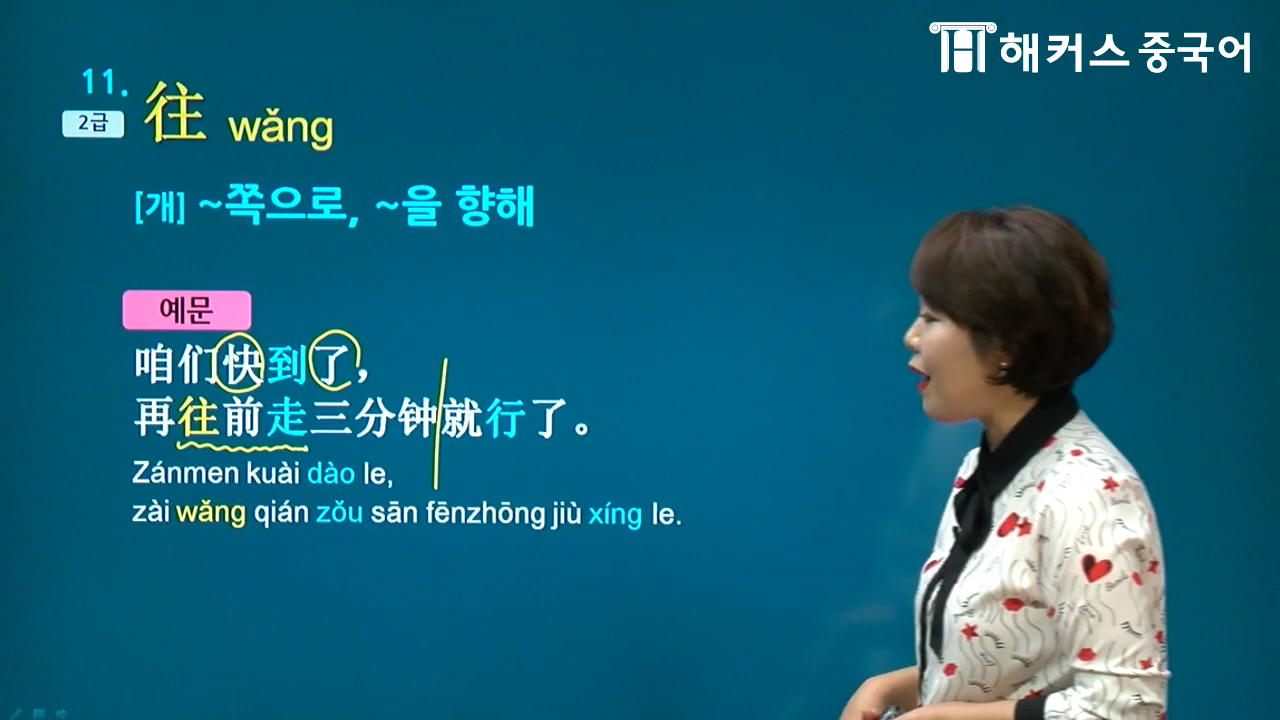 해커스 중국어
11.
2급
往 wǎng
[개] ~쪽으로, ~을 향해
예문
咱们快到了,
再往前走三分钟就行了。
Zánmen kuài dào le,
zài wǎng qián zǒu sān fēnzhōng jiù xíng le.